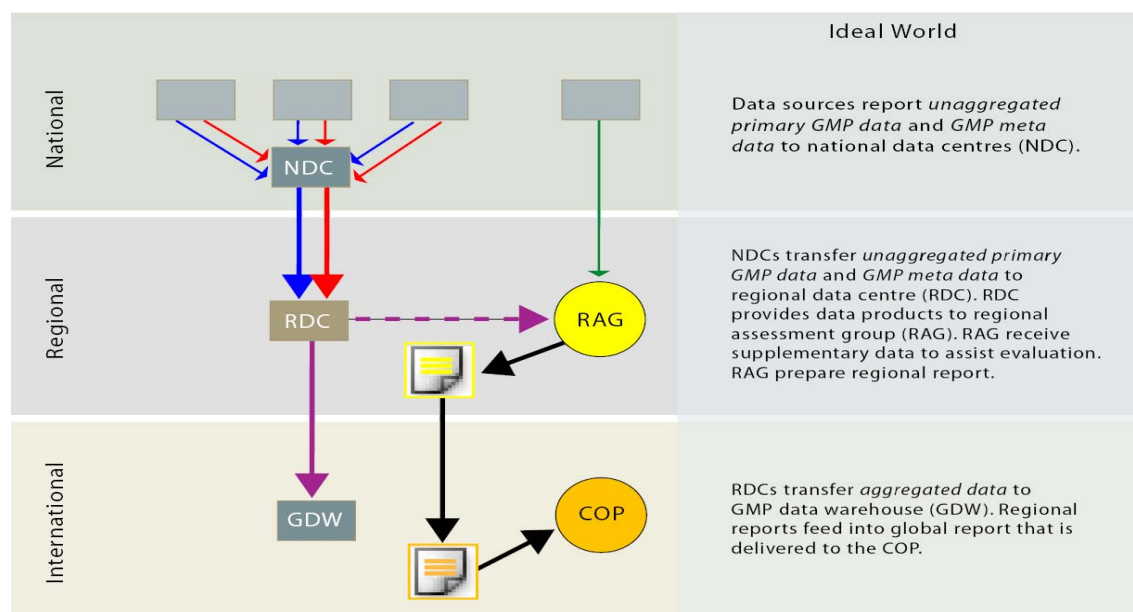 Ideal World
National
Data sources report unaggregated
primary GMP data and GMP meta
data to national data centres (NDC).
NDC
Regional
NDCs transfer unaggregated primary
GMP data and GMP meta data to
regional data centre (RDC). RDC
provides data products to regional
assessment group (RAG). RAG receive
supplementary data to assist evaluation.
RAG prepare regional report.
RDC
RAG
International
RDCs transfer aggregated data to
GMP data warehouse (GDW). Regional
reports feed into global report that is
delivered to the COP.
GDW
COP